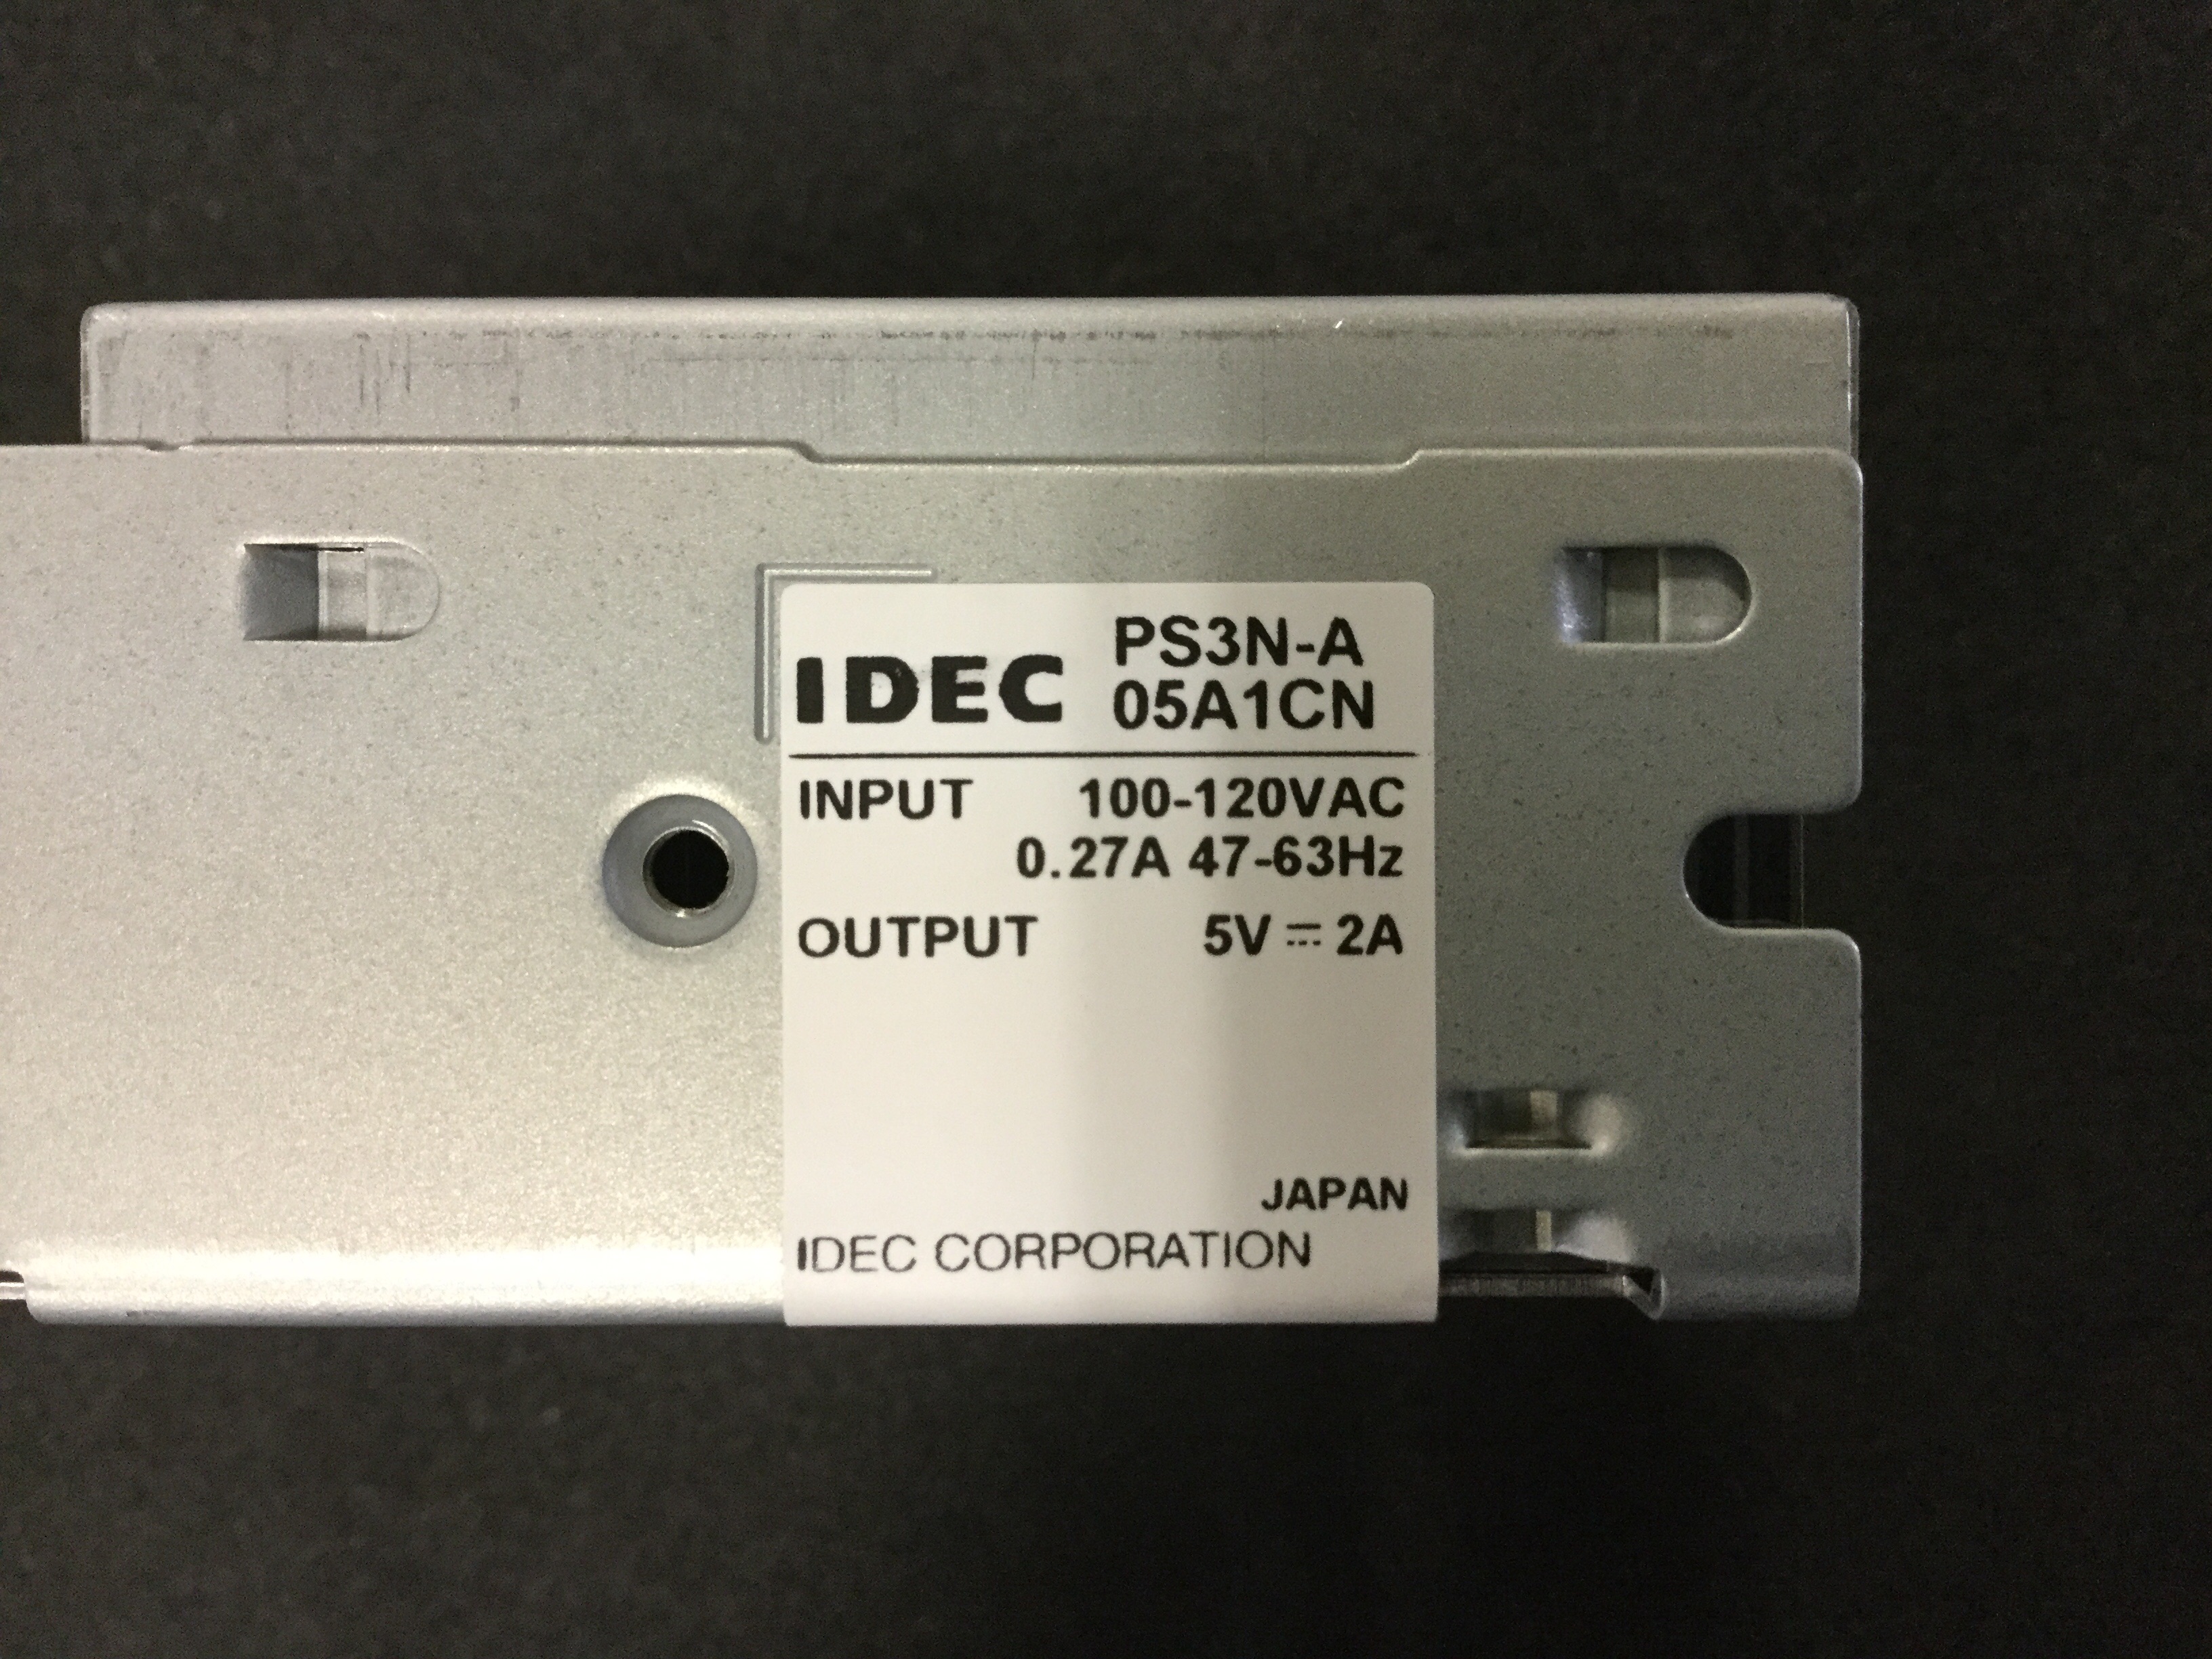 IDEC PS3N-A
05A1CN
INPUT 100-120VAC
0.27A 47-63Hz
OUTPUT 5V ⎓ 2A
JAPAN
IDEC CORPORATION